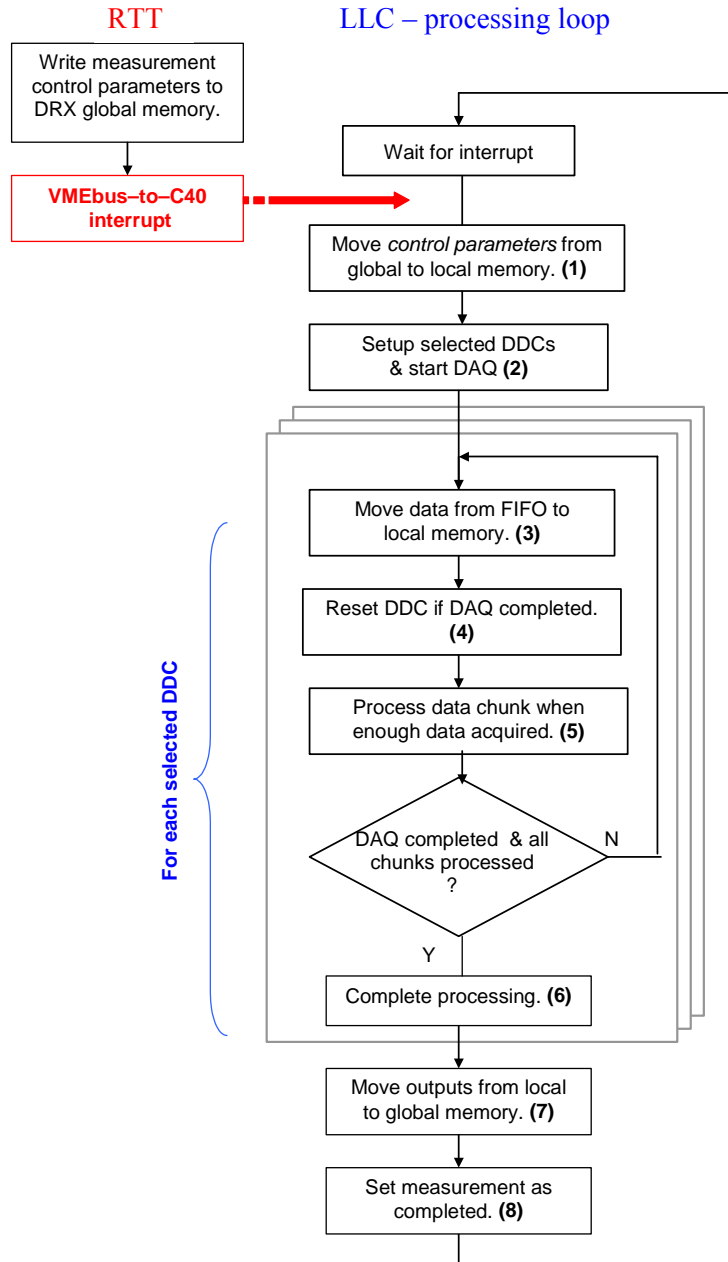 RTT
LLC – processing loop
Write measurement
control parameters to
DRX global memory.
VMEbus–to–C40
interrupt
Wait for interrupt
Move control parameters from
global to local memory. (1)
Setup selected DDCs
& start DAQ (2)
For each selected DDC
Move data from FIFO to
local memory. (3)
Reset DDC if DAQ completed.
(4)
Process data chunk when
enough data acquired. (5)
DAQ completed & all
chunks processed
?
N
Y
Complete processing. (6)
Move outputs from local
to global memory. (7)
Set measurement as
completed. (8)